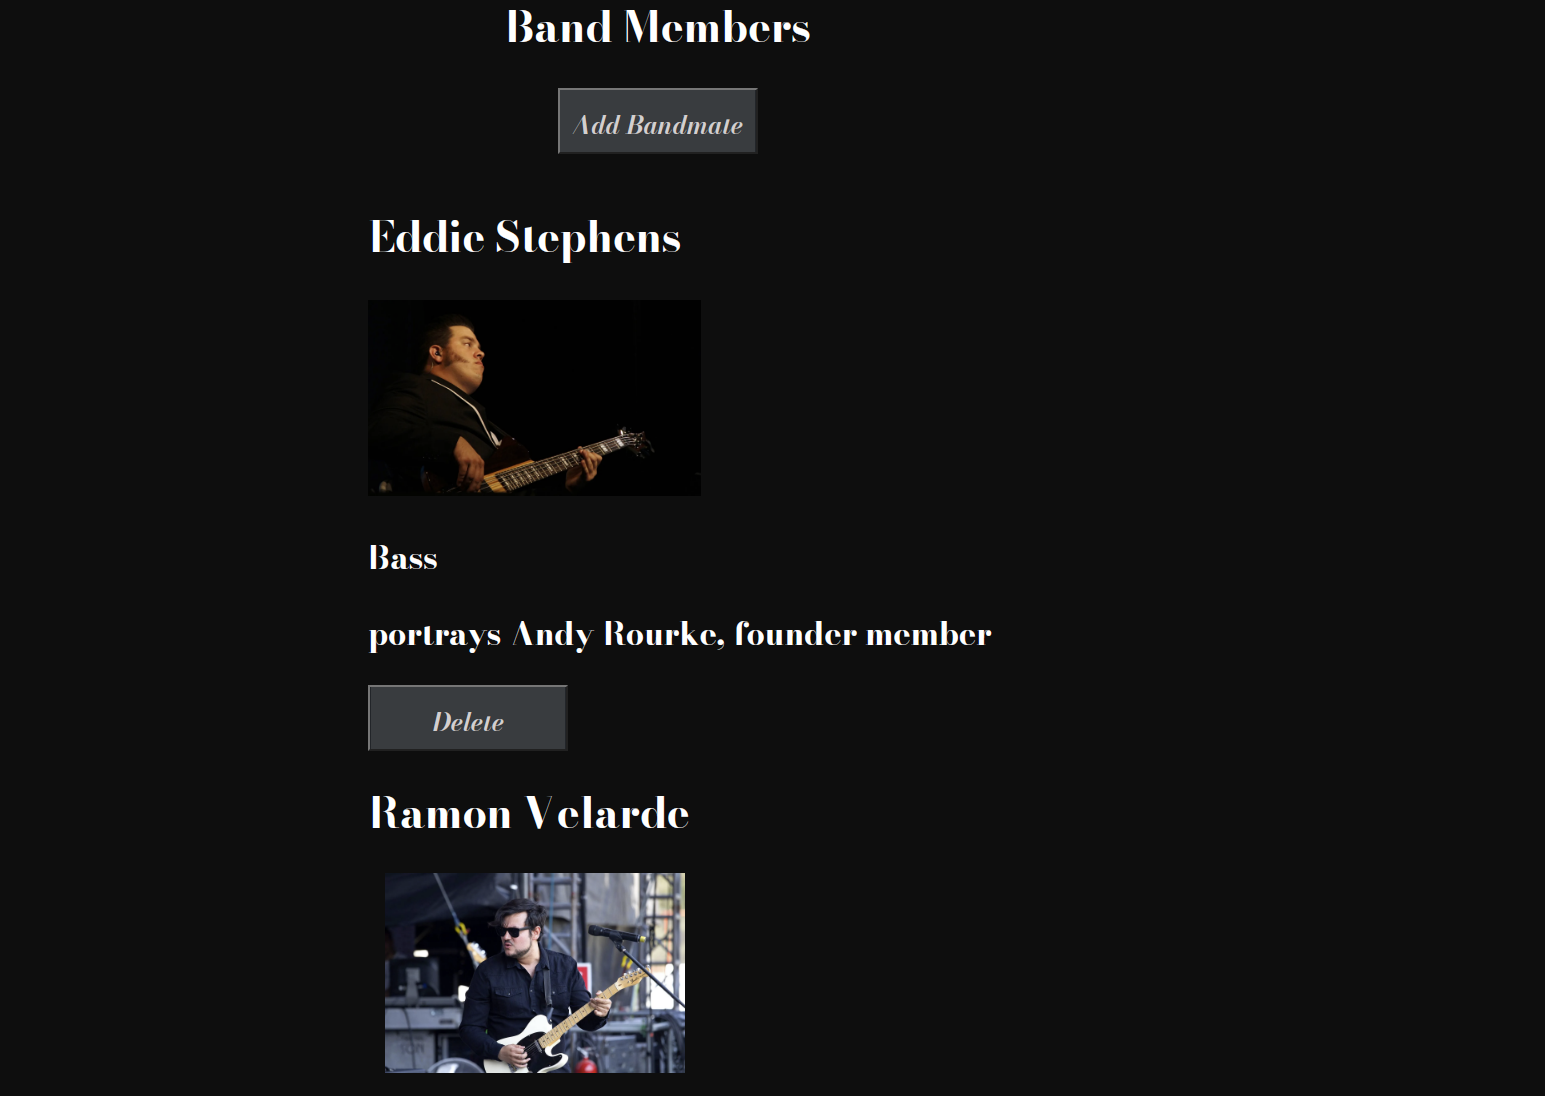 Band Members
Add Bandmate
Eddie Stephens
Bass
portrays Andy Rourke, founder member
Delete
Ramon Velarde